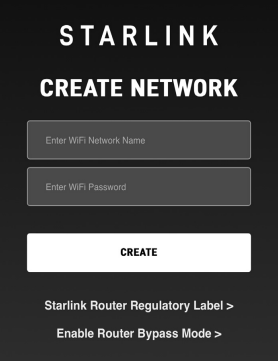 STARLINK
CREATE NETWORK
Enter WiFi Network Name
Enter WiFi Password
CREATE
Starlink Router Regulatory Label >
Enable Router Bypass Mode >